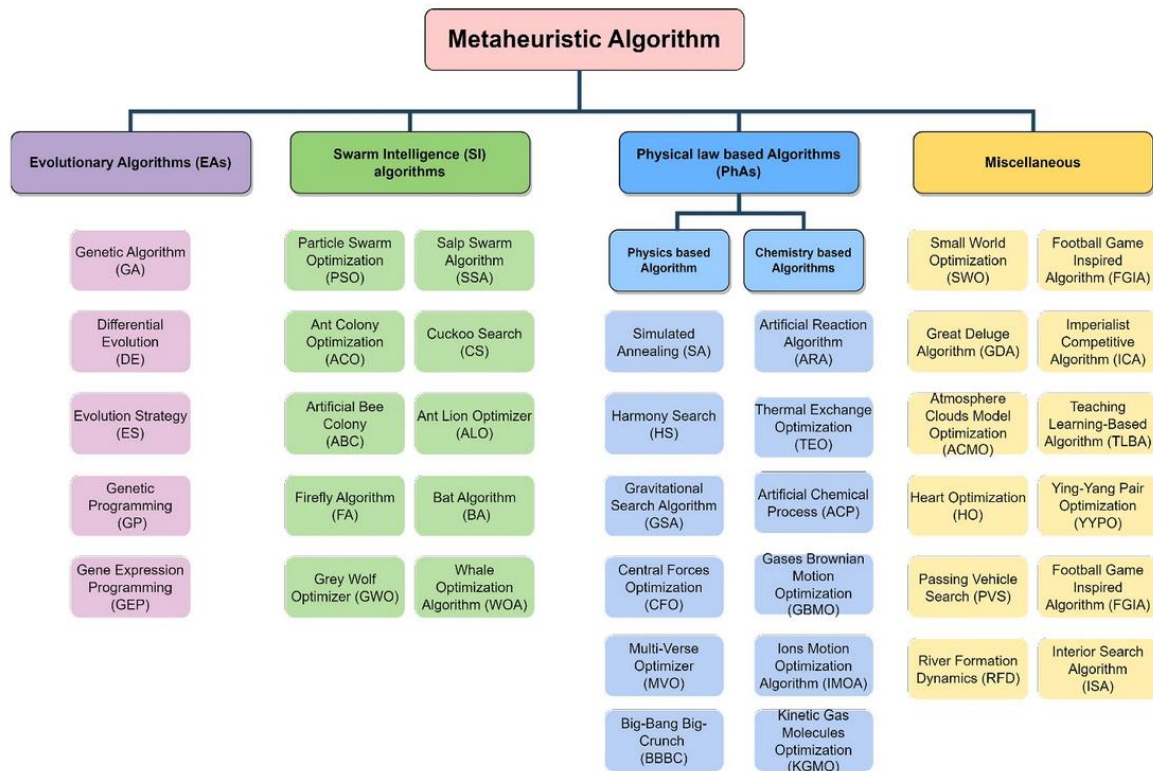 Metaheuristic Algorithm
Evolutionary Algorithms (EAs)
Swarm Intelligence (SI)
algorithms
Physical law based Algorithms
(PhAs)
Miscellaneous
Genetic Algorithm
(GA)
Differential
Evolution
(DE)
Evolution Strategy
(ES)
Genetic
Programming
(GP)
Gene Expression
Programming
(GEP)
Particle Swarm
Optimization
(PSO)
Salp Swarm
Algorithm
(SSA)
Ant Colony
Optimization
(ACO)
Cuckoo Search
(CS)
Artificial Bee
Colony
(ABC)
Ant Lion Optimizer
(ALO)
Firefly Algorithm
(FA)
Bat Algorithm
(BA)
Grey Wolf
Optimizer (GWO)
Whale
Optimization
Algorithm (WOA)
Physics based
Algorithm
Chemistry based
Algorithms
Simulated
Annealing (SA)
Artificial Reaction
Algorithm
(ARA)
Harmony Search
(HS)
Thermal Exchange
Optimization
(TEO)
Gravitational
Search Algorithm
(GSA)
Artificial Chemical
Process (ACP)
Central Forces
Optimization
(CFO)
Gases Brownian
Motion
Optimization
(GBMO)
Multi-Verse
Optimizer
(MVO)
Ions Motion
Optimization
Algorithm (IMOA)
Big-Bang Big-
Crunch
(BBBC)
Kinetic Gas
Molecules
Optimization
(KGMO)
Small World
Optimization
(SWO)
Football Game
Inspired
Algorithm (FGIA)
Great Deluge
Algorithm (GDA)
Imperialist
Competitive
Algorithm (ICA)
Atmosphere
Clouds Model
Optimization
(ACMO)
Teaching
Learning-Based
Algorithm (TLBA)
Heart Optimization
(HO)
Ying-Yang Pair
Optimization
(YYPO)
Passing Vehicle
Search (PVS)
Football Game
Inspired
Algorithm (FGIA)
River Formation
Dynamics (RFD)
Interior Search
Algorithm
(ISA)